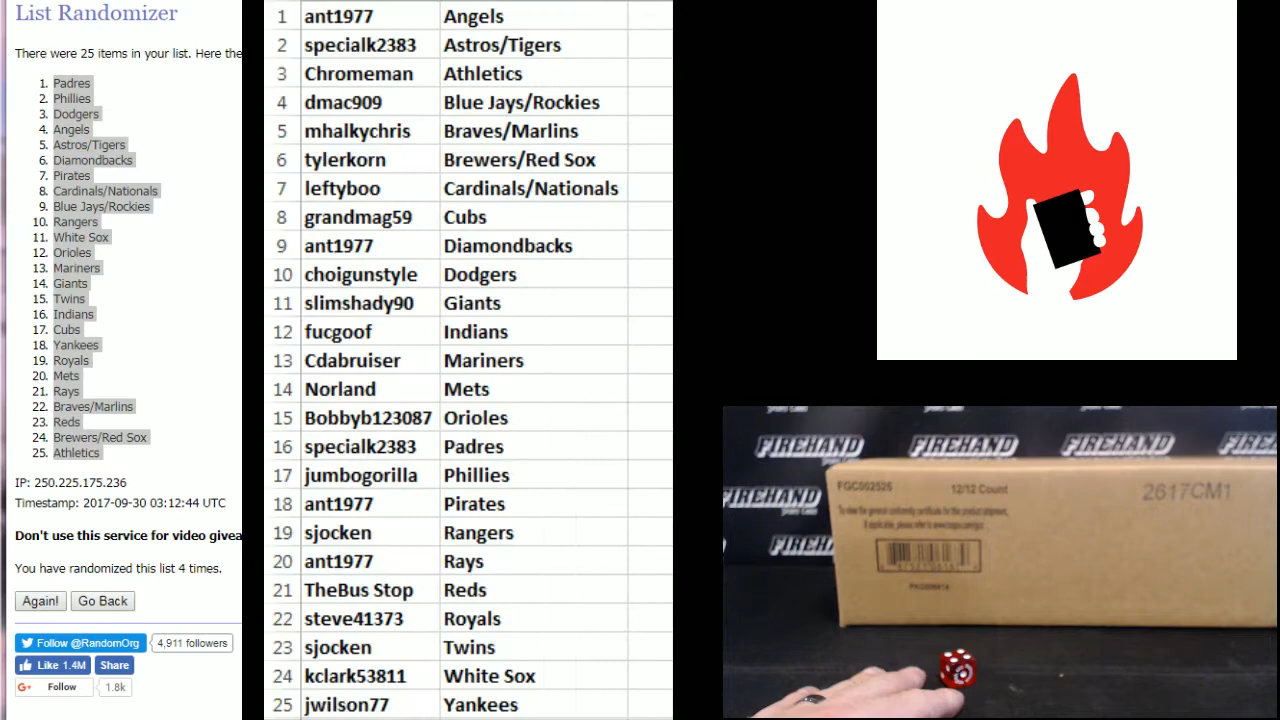 List Randomizer
There were 25 items in your list. Here the
1. Padres
2. Phillies
3. Dodgers
4. Angels
5. Astros/Tigers
6. Diamondbacks
7. Pirates
8. Cardinals/Nationals
9. Blue Jays/Rockies
10. Rangers
11. White Sox
12. Orioles
13. Mariners
14. Giants
15. Twins
16. Indians
17. Cubs
18. Yankees
19. Royals
20. Mets
21. Rays
22. Braves/Marlins
23. Reds
24. Brewers/Red Sox
25. Athletics
IP: 250.225.175.236
Timestamp: 2017-09-30 03:12:44 UTC
Don't use this service for video givea
You have randomized this list 4 times.
Again! Go Back
Follow @RandomOrg 4,911 followers
Like 1.4M Share
G+ Follow 1.8k
1 ant1977 Angels
2 specialk2383 Astros/Tigers
3 Chromeman Athletics
4 dmac909 Blue Jays/Rockies
5 mhalkychris Braves/Marlins
6 tylerkorn Brewers/Red Sox
7 leftyboo Cardinals/Nationals
8 grandmag59 Cubs
9 ant1977 Diamondbacks
10 choigunstyle Dodgers
11 slimshady90 Giants
12 fucgoof Indians
13 Cdabruiser Mariners
14 Norland Mets
15 Bobbyb123087 Orioles
16 specialk2383 Padres
17 jumbogorilla Phillies
18 ant1977 Pirates
19 sjocken Rangers
20 ant1977 Rays
21 TheBus Stop Reds
22 steve41373 Royals
23 sjocken Twins
24 kclark53811 White Sox
25 jwilson77 Yankees
FIREHAND FIREHAND FIREHAND FIREHAND
FIREHAND
FIREHAND
FGC002526 12/12 Count 2617CM1